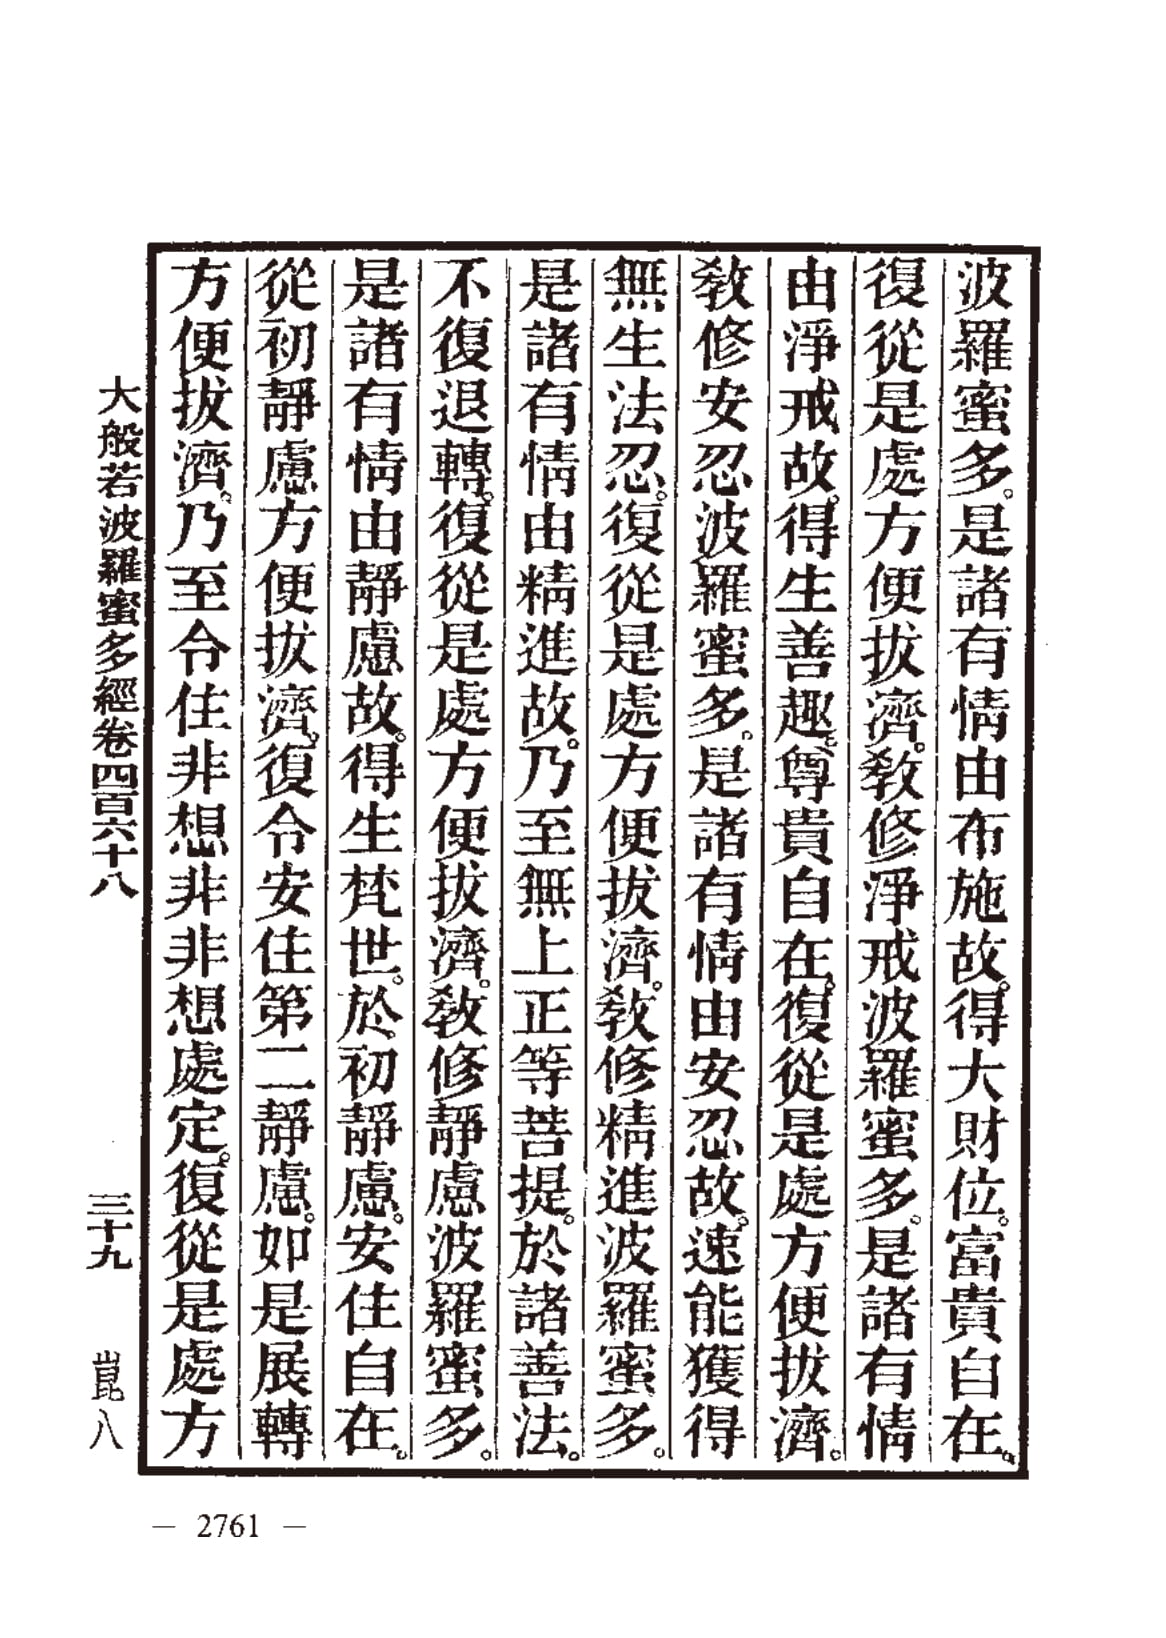 波羅蜜多。是諸有情由布施故。得大財位。富貴自在。
復從是處方便拔濟。敎修淨戒波羅蜜多。是諸有情
由淨戒故。得生善趣。尊貴自在。復從是處方便拔濟。
敎修安忍波羅蜜多。是諸有情由安忍故。速能獲得
無生法忍。復從是處方便拔濟。敎修精進波羅蜜多。
是諸有情由精進故。乃至無上正等菩提。於諸善法。
不復退轉。復從是處方便拔濟。敎修靜慮波羅蜜多。
是諸有情由靜慮故。得生梵世。於初靜慮。安住自在。
從初靜慮方便拔濟。復令安住第二靜慮。如是展轉
方便拔濟。乃至令住非想非非想處定。復從是處方
大般若波羅蜜多經卷四百六十八 三十九 崑八
— 2761 —